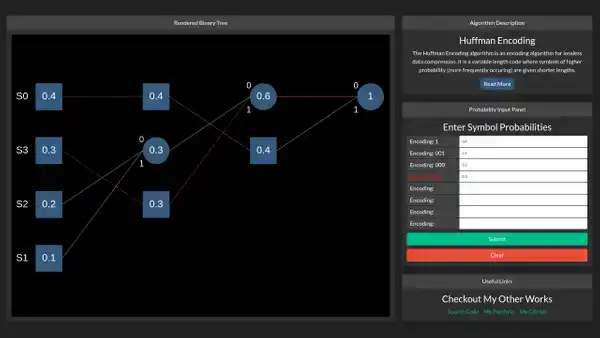 Rendered Binary Tree
S0
0.4
0.4
0
0.6
1
0
1
1
S3
0.3
0
0.3
1
0.4
S2
0.2
0.3
S1
0.1
Algorithm Description
Huffman Encoding
The Huffman Encoding algorithm is an encoding algorithm for lossless
data compression. It is a variable-length code where symbols of higher
probability (more frequently occuring) are given shorter lengths.
Read More
Probability Input Panel
Enter Symbol Probabilities
Encoding: 1
Encoding: 001
Encoding: 000
Encoding:
Encoding:
Encoding:
Encoding:
Submit
Clear
Useful Links
Checkout My Other Works
Source Code My Portfolio My GitHub